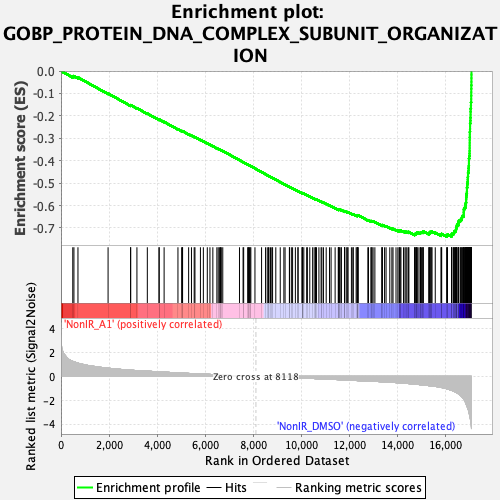 Enrichment plot:
GOBP_PROTEIN_DNA_COMPLEX_SUBUNIT_ORGANIZAT
ION
Enrichment score (ES)
0.0
-0.1
-0.2
-0.3
-0.4
-0.5
-0.6
-0.7
'NonIR_A1' (positively correlated)
Ranked list metric (Signal2Noise)
4
2
0
-2
-4
Zero cross at 8118
'NonIR_DMSO' (negatively correlated)
0
2,000
4,000
6,000
8,000
10,000
12,000
14,000
16,000
Rank in Ordered Dataset
Enrichment profile
Hits
Ranking metric scores